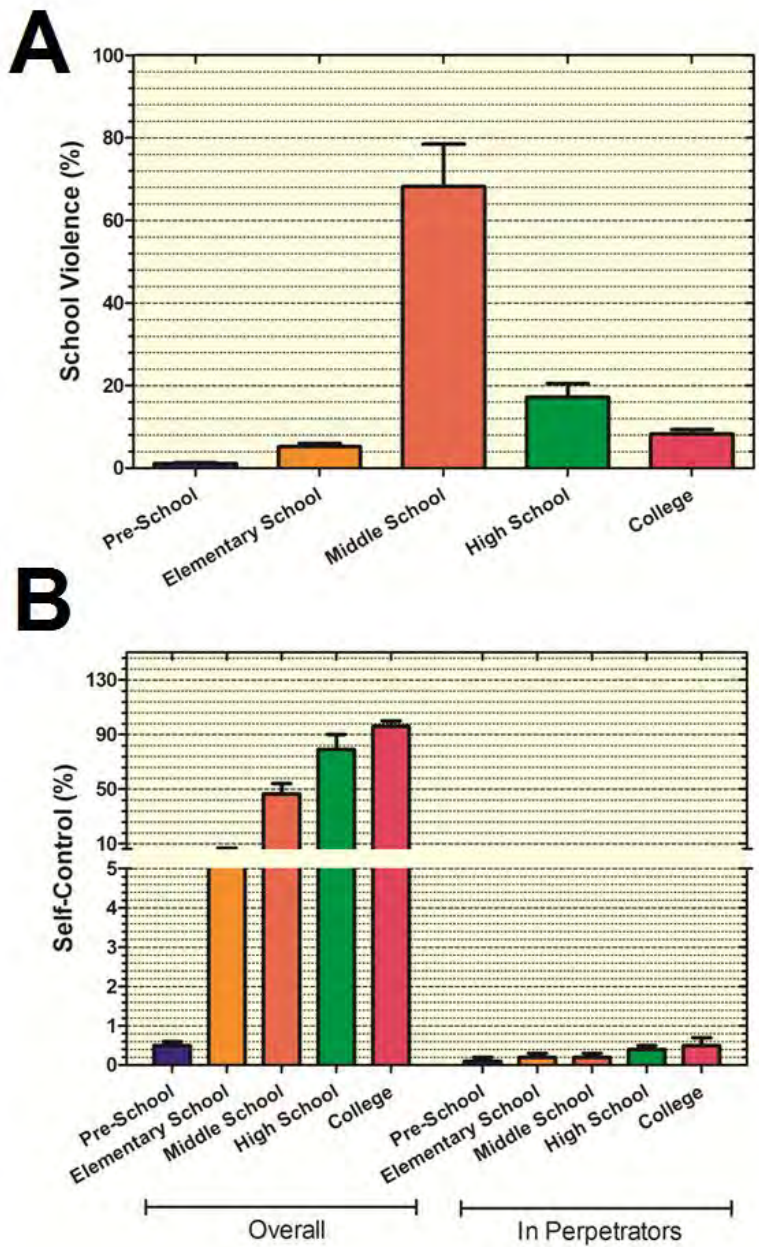 A
School Violence (%)
100
80
60
40
20
0
Pre-School
Elementary School
Middle School
High School
College
B
Self-Control (%)
130
90
50
10
5
4
3
2
1
0
Pre-School
Elementary School
Middle School
High School
College
Pre-School
Elementary School
Middle School
High School
College
Overall
In Perpetrators